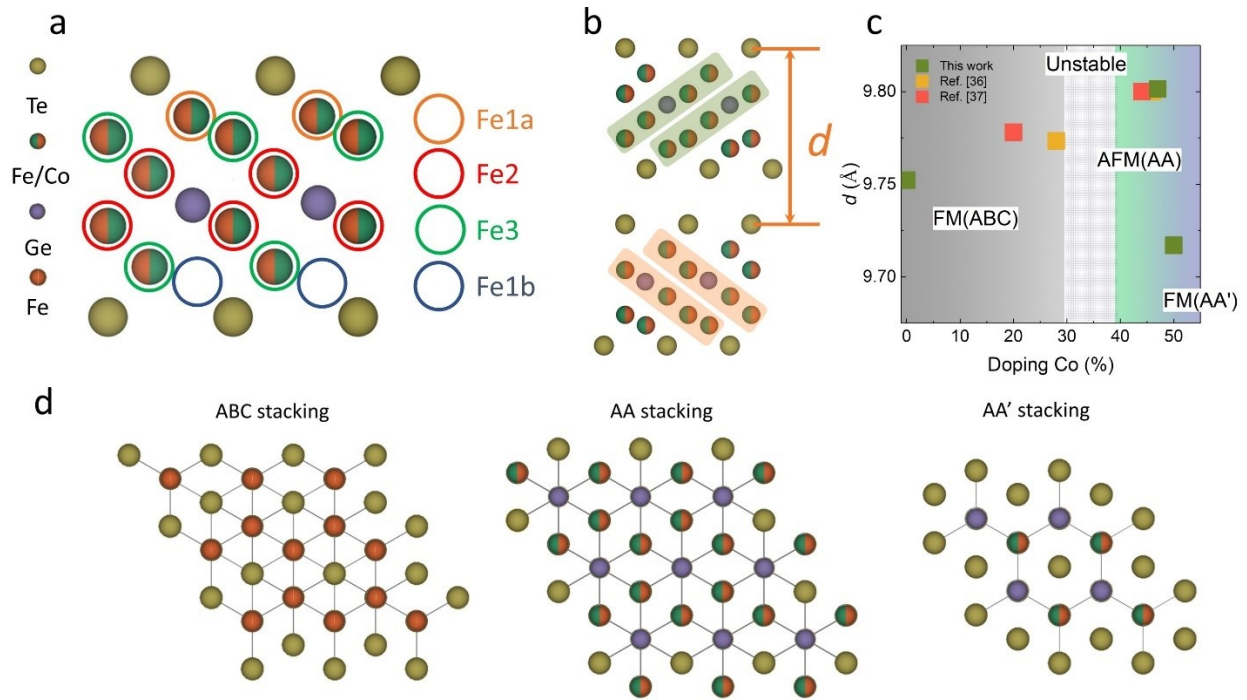 a
Te
Fe/Co
Ge
Fe
Fe1a
Fe2
Fe3
Fe1b
b
d
c
This work
Ref. [36]
Ref. [37]
Unstable
AFM(AA)
FM(ABC)
FM(AA')
9.80
9.75
9.70
d (Å)
0 10 20 30 40 50
Doping Co (%)
d
ABC stacking
AA stacking
AA’ stacking